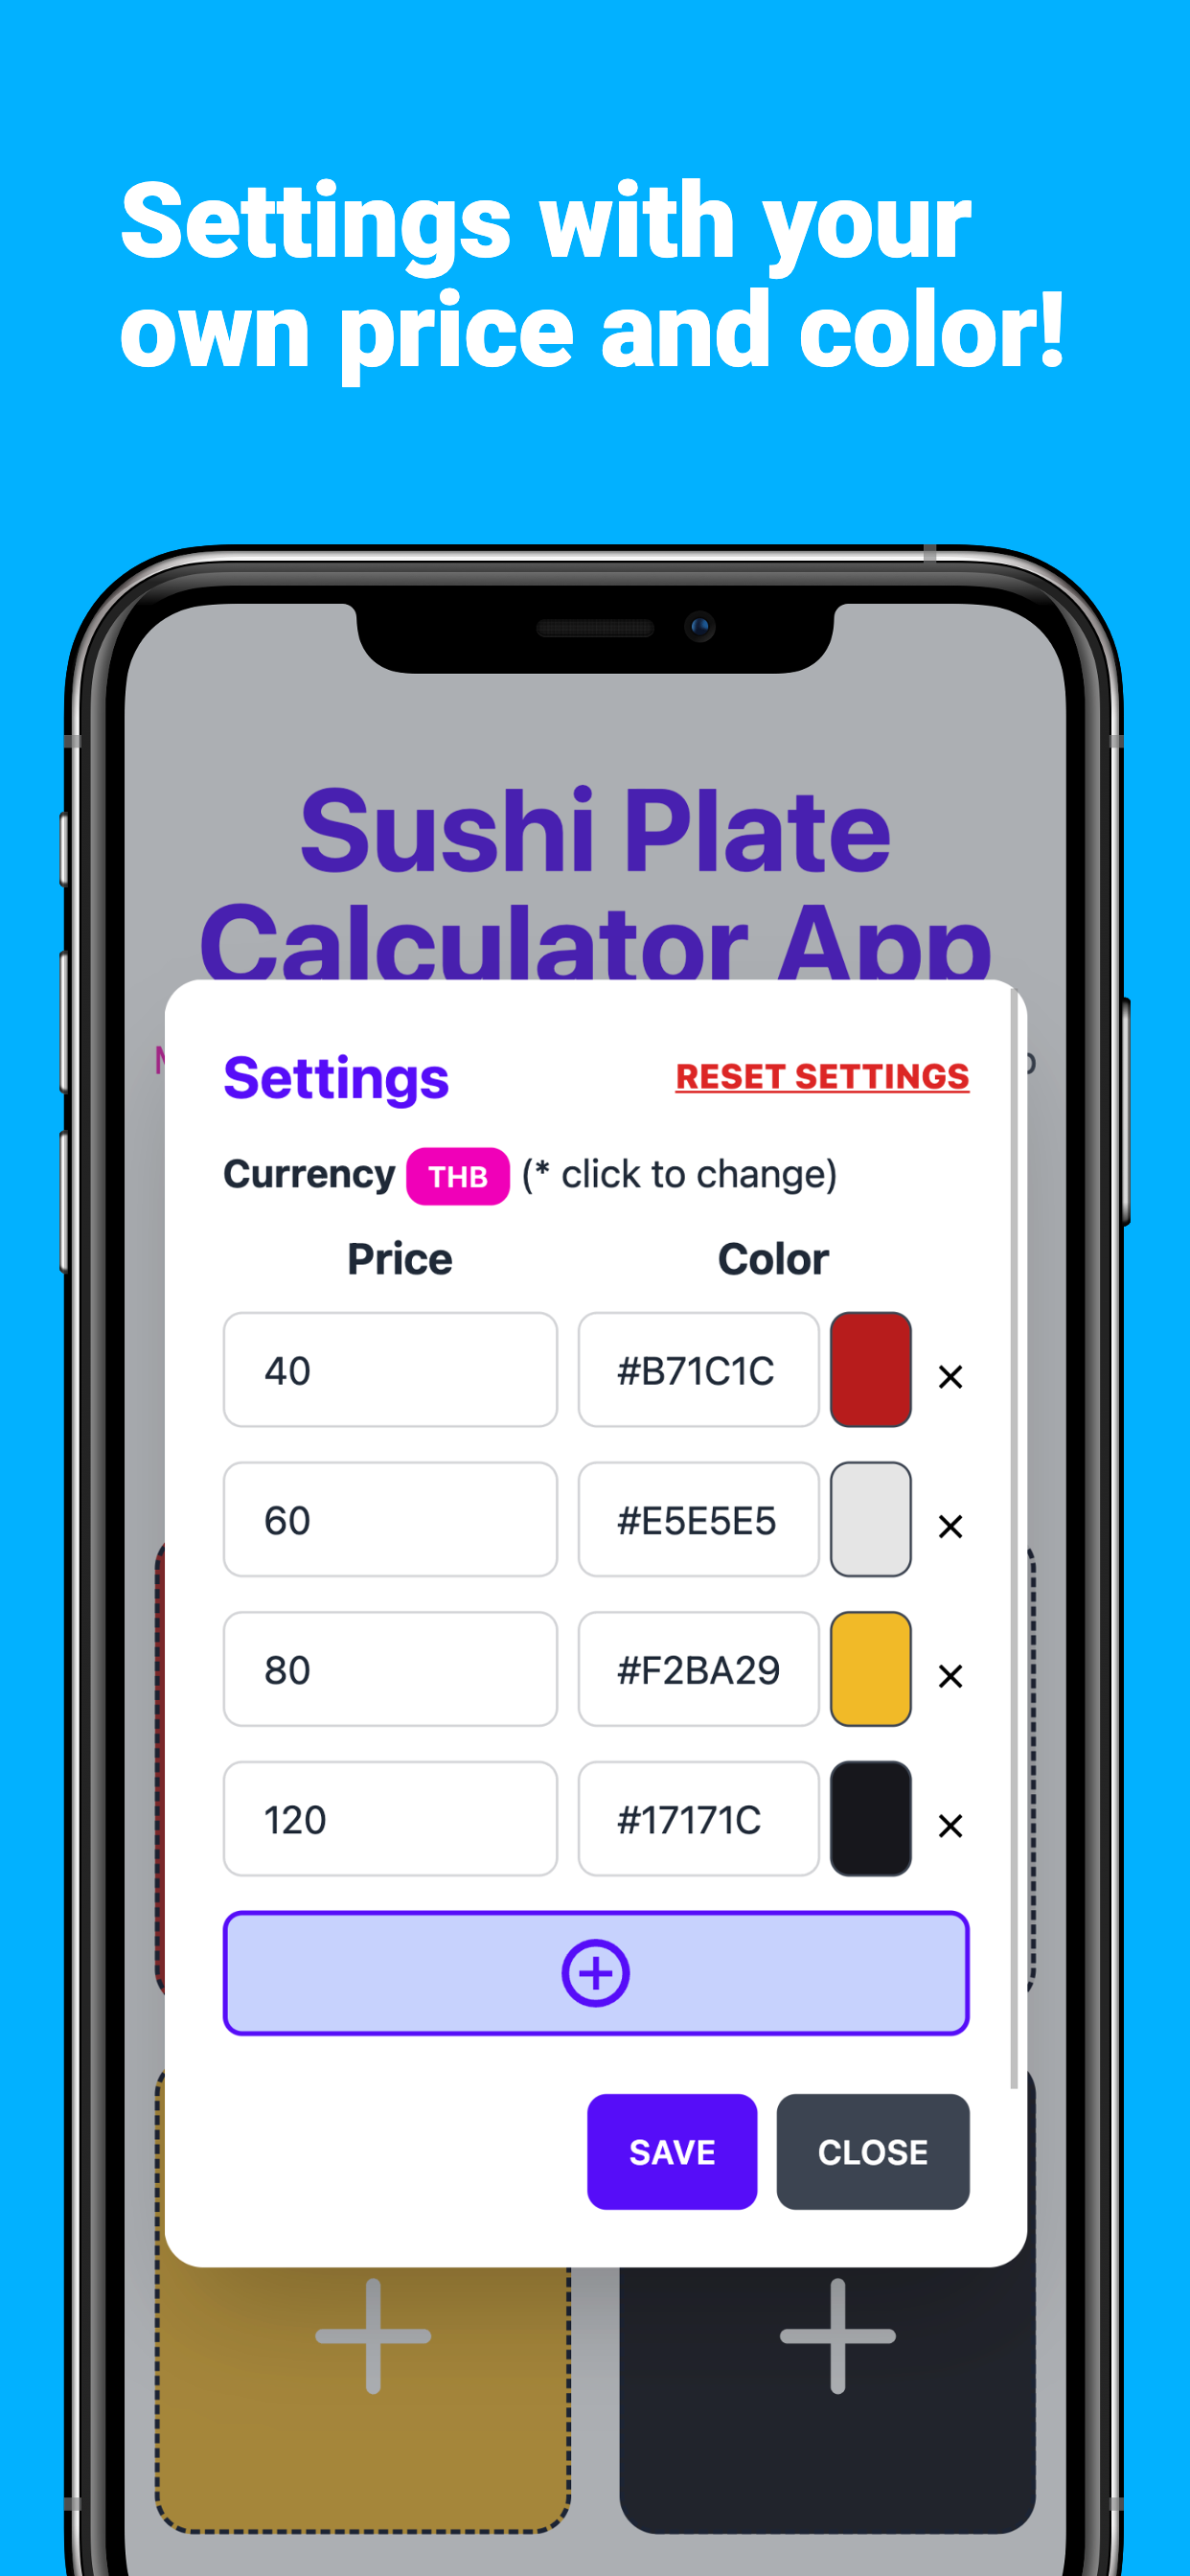 Settings with your
own price and color!
Sushi Plate
Calculator App
Settings RESET SETTINGS
Currency THB (* click to change)
Price Color
40 #B71C1C ×
60 #E5E5E5 ×
80 #F2BA29 ×
120 #17171C ×
SAVE CLOSE